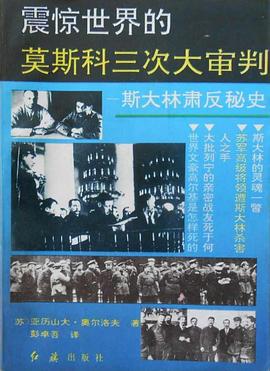 震惊世界的
莫斯科三次大审判
—斯大林肃反秘史
▼世界文豪高尔基是怎样死的
▼大批列宁的亲密战友死于何
人之手
▼苏军高级将领遭斯大林杀害
▼斯大林的灵魂一瞥
〔苏〕亚历山大·奥尔洛夫 著
彭卓吾 译
红旗出版社